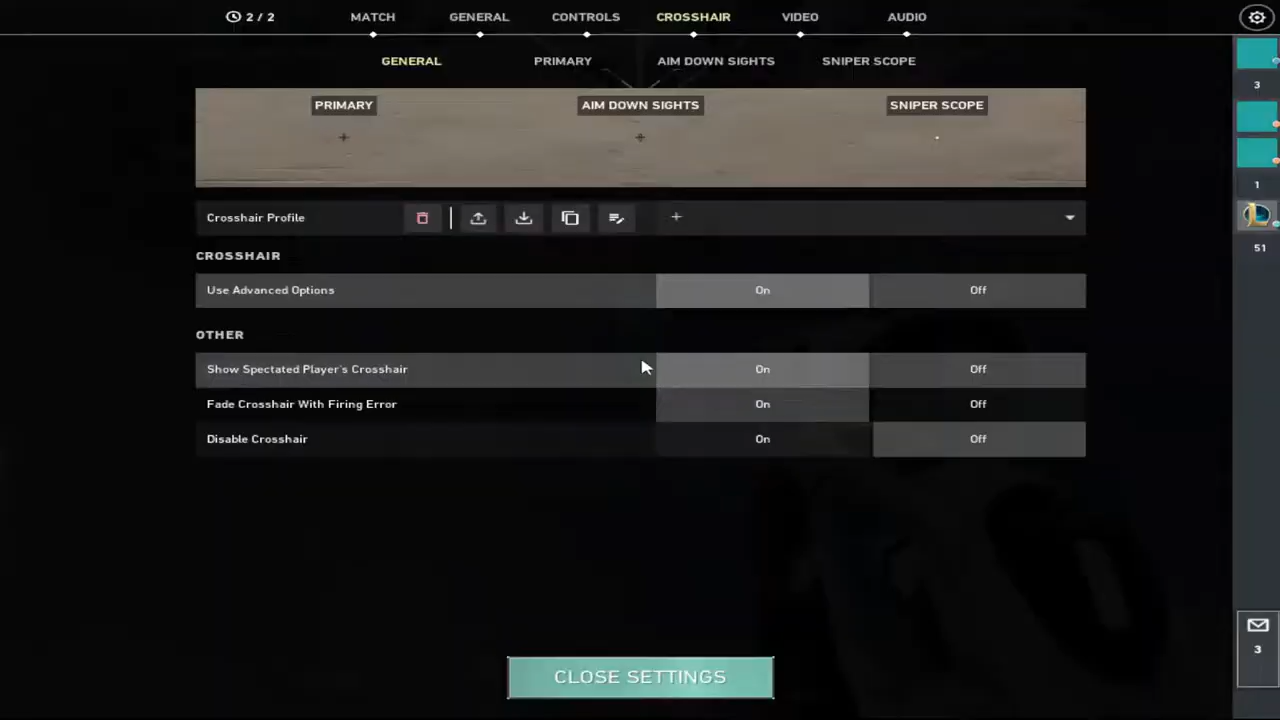 2 / 2 MATCH GENERAL CONTROLS CROSSHAIR VIDEO AUDIO
GENERAL PRIMARY AIM DOWN SIGHTS SNIPER SCOPE
PRIMARY AIM DOWN SIGHTS SNIPER SCOPE
Crosshair Profile +
CROSSHAIR
Use Advanced Options On Off
OTHER
Show Spectated Player's Crosshair On Off
Fade Crosshair With Firing Error On Off
Disable Crosshair On Off
CLOSE SETTINGS
3
1
51
3